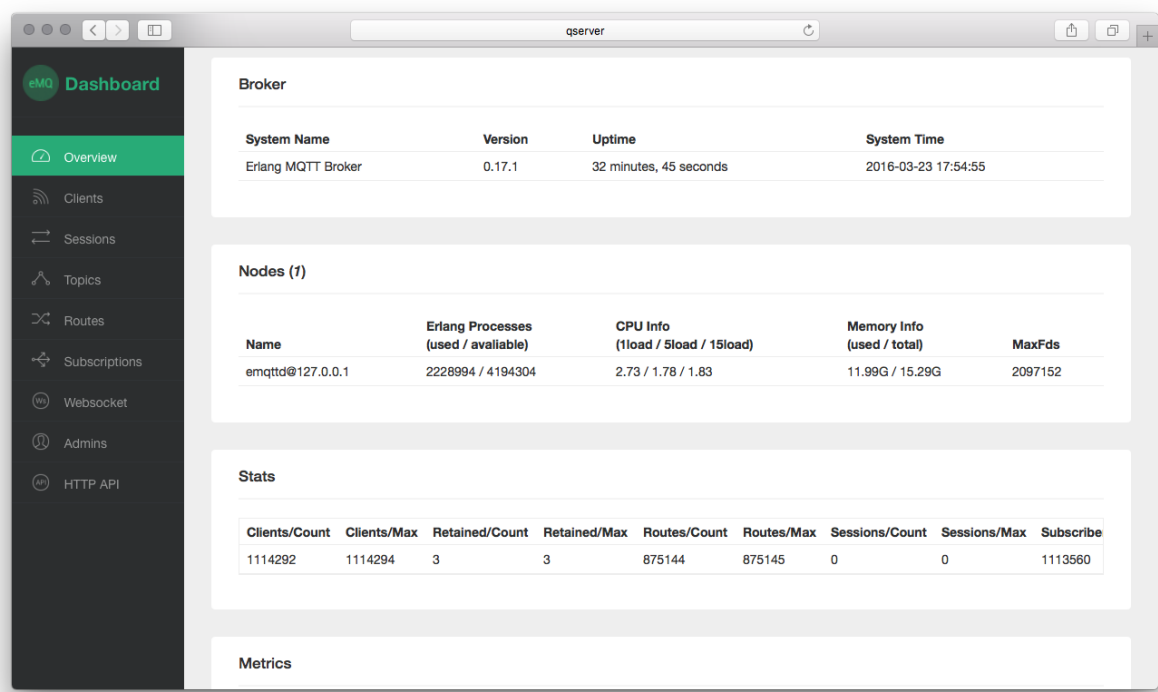 qserver
eMQ Dashboard
Overview
Clients
Sessions
Topics
Routes
Subscriptions
Ws Websocket
Admins
API HTTP API
Broker
System Name Version Uptime System Time
Erlang MQTT Broker 0.17.1 32 minutes, 45 seconds 2016-03-23 17:54:55
Nodes (1)
Erlang Processes CPU Info Memory Info
Name (used / avaliable) (1load / 5load / 15load) (used / total) MaxFds
emqttd@127.0.0.1 2228994 / 4194304 2.73 / 1.78 / 1.83 11.99G / 15.29G 2097152
Stats
Clients/Count Clients/Max Retained/Count Retained/Max Routes/Count Routes/Max Sessions/Count Sessions/Max Subscribe
1114292 1114294 3 3 875144 875145 0 0 1113560
Metrics